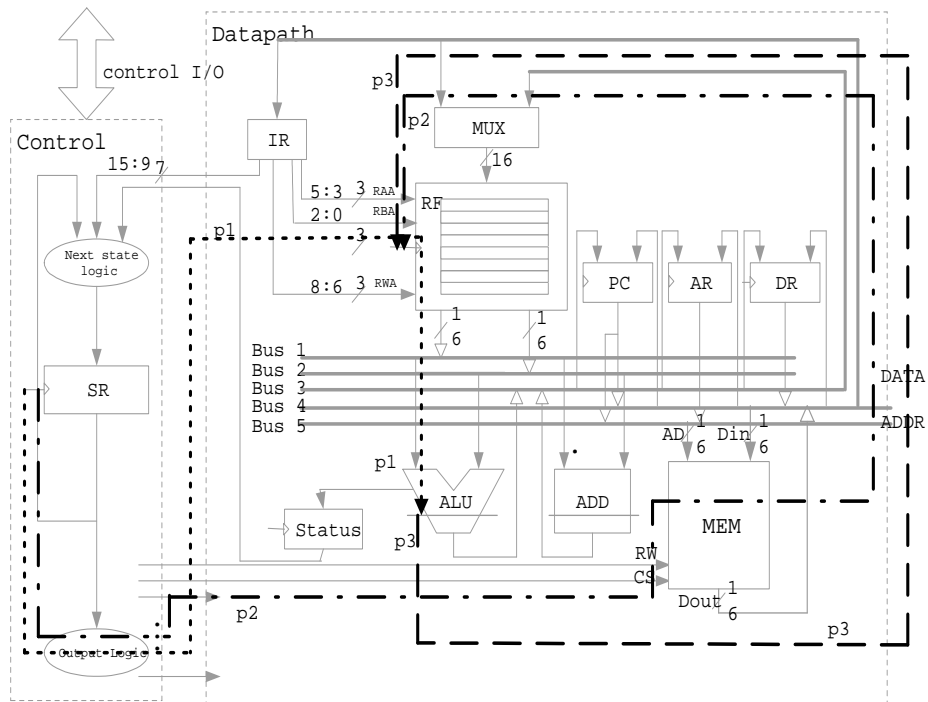 Datapath
control I/O
p3
p2
MUX
Control
IR
15:9 7
16
5:3 3 RAA
RF
2:0 RBA
p1
3
Next state
logic
PC
AR
DR
8:6 3 RWA
1
6
1
6
Bus 1
Bus 2
Bus 3
Bus 4
Bus 5
DATA
ADDR
SR
AD 1
6
Din 1
6
p1
ALU
ADD
MEM
Status
p3
RW
CS
Dout 1
6
p2
p3
Output Logic